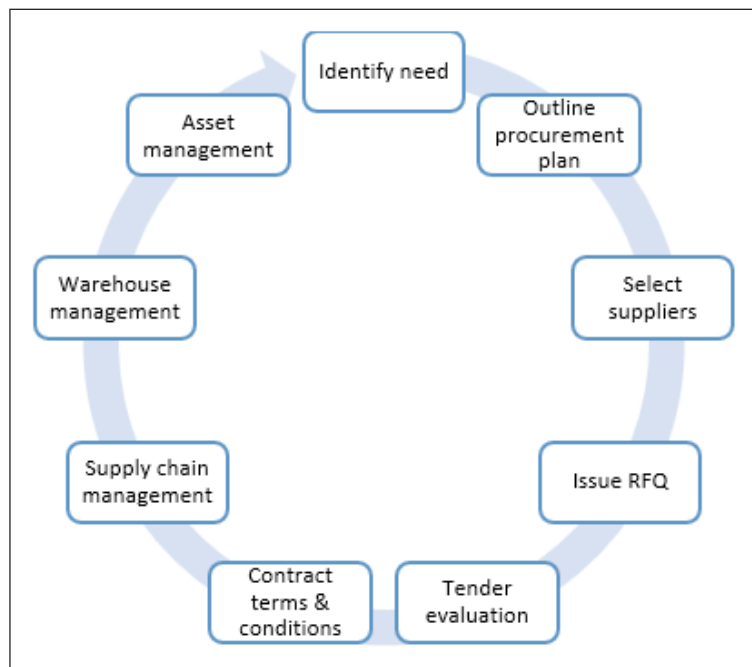 Identify need
Outline
procurement
plan
Select
suppliers
Issue RFQ
Tender
evaluation
Contract
terms &
conditions
Supply chain
management
Warehouse
management
Asset
management